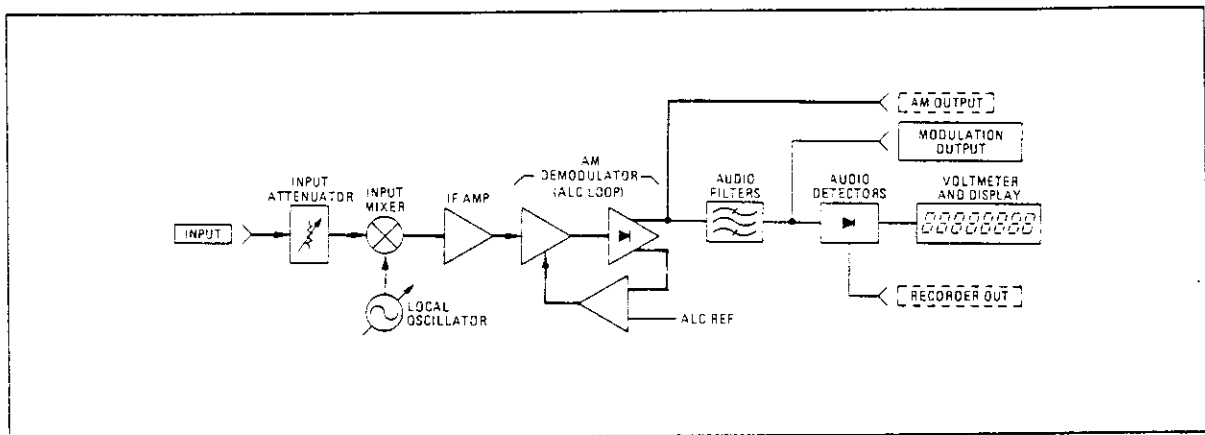 AM OUTPUT
MODULATION
OUTPUT
AM
DEMODULATOR
(ALC LOOP)
INPUT
ATTENUATOR
INPUT
MIXER
IF AMP
AUDIO
FILTERS
AUDIO
DETECTORS
VOLTMETER
AND DISPLAY
INPUT
88888888
LOCAL
OSCILLATOR
ALC REF
RECORDER OUT